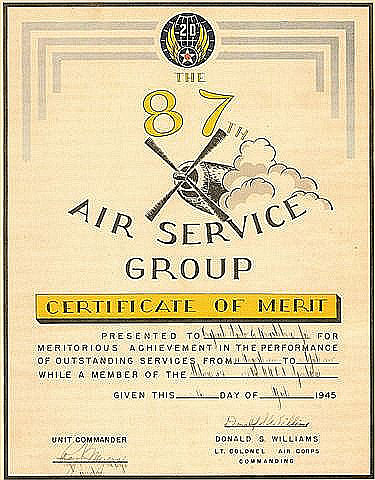 20
THE
87TH
AIR SERVICE
GROUP
CERTIFICATE OF MERIT
PRESENTED TO FOR
MERITORIOUS ACHIEVEMENT IN THE PERFORMANCE
OF OUTSTANDING SERVICES FROM TO
WHILE A MEMBER OF THE
GIVEN THIS DAY OF 1945
Donald S. Williams
UNIT COMMANDER
DONALD S. WILLIAMS
LT. COLONEL AIR CORPS
COMMANDING